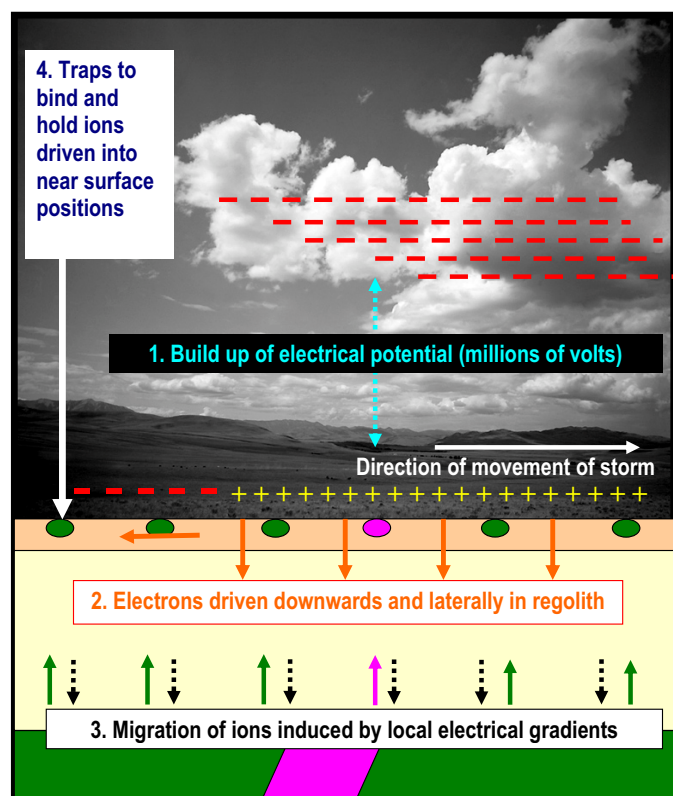 4. Traps to
bind and
hold ions
driven into
near surface
positions
1. Build up of electrical potential (millions of volts)
Direction of movement of storm
+ + + + + + + + + + + + + + + + + +
2. Electrons driven downwards and laterally in regolith
3. Migration of ions induced by local electrical gradients